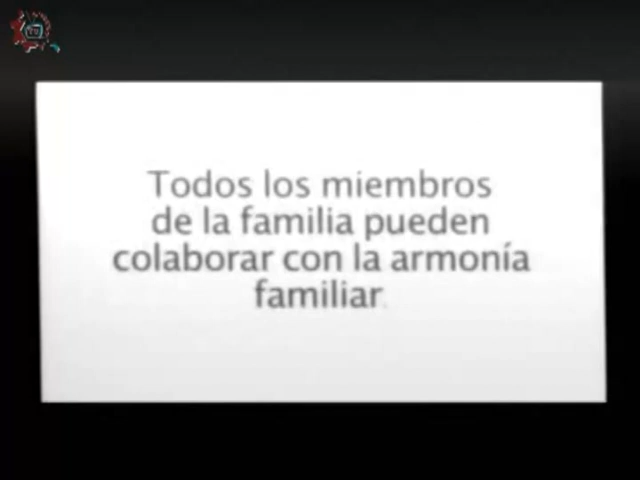 Todos los miembros
de la familia pueden
colaborar con la armonía
familiar.